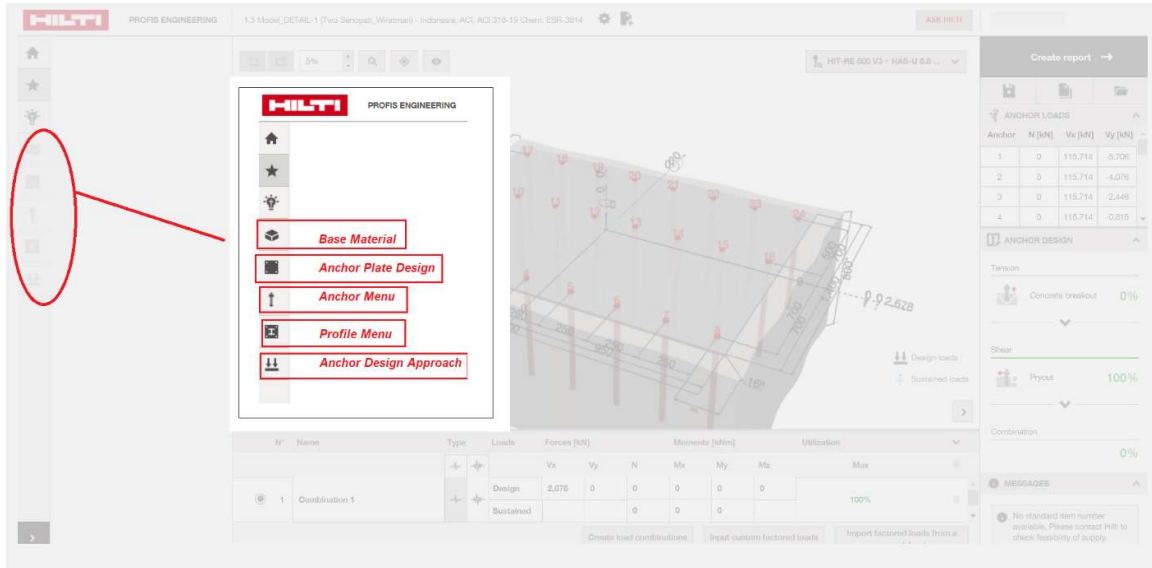 HILTI PROFIS ENGINEERING 1.3 Model_DETAIL-1 (Two Senopati_Wiratman) - Indonesia, ACI, ACI 318-19 Chem, ESR-3814 ASK HILTI
5% HIT-RE 500 V3 + HAS-U 8.8 ... Create report
HILTI PROFIS ENGINEERING
Base Material
Anchor Plate Design
Anchor Menu
Profile Menu
Anchor Design Approach
ANCHOR LOADS
Anchor N [kN] Vx [kN] Vy [kN]
1 0 115,714 -5,706
2 0 115,714 -4,076
3 0 115,714 -2,446
4 0 115,714 -0,815
ANCHOR DESIGN
Tension
Concrete breakout 0%
Shear
Pryout 100%
Combination
0%
MESSAGES
No standard item number
available. Please contact Hilti to
check feasibility of supply.
2,678
Design loads
Sustained loads
N° Name Type Loads Forces [kN] Moments [kNm] Utilization
Vx Vy N Mx My Mz Max
1 Combination 1 Design 2,678 0 0 0 0 0 100%
Sustained 0 0 0
Create load combinations Input custom factored loads Import factored loads from a